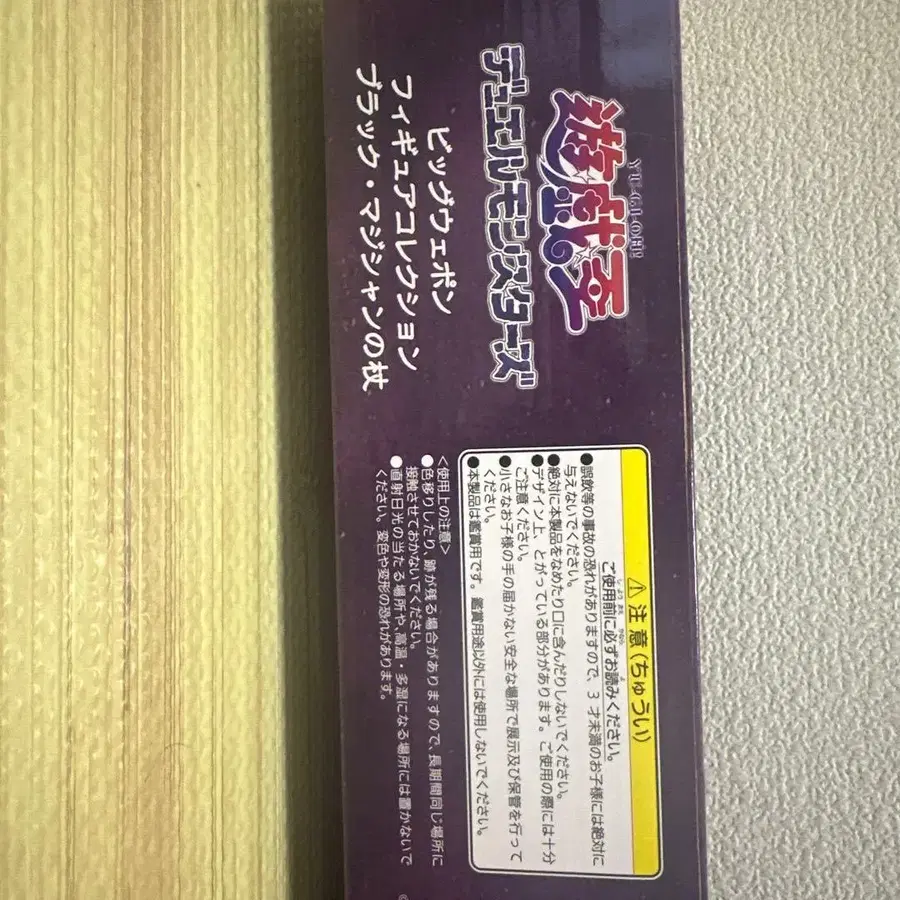 遊戯王
YU-GI-OH!
デュエルモンスターズ
ビッグウェポン
フィギュアコレクション
ブラック・マジシャンの杖
⚠ 注意(ちゅうい)
ご使用前に必ずお読みください。
●誤飲等の事故の恐れがありますので、3才未満のお子様には絶対に
与えないでください。
●絶対に本製品をなめたり口に含んだりしないでください。
●デザイン上、とがっている部分があります。ご使用の際には十分
ご注意ください。
●小さなお子様の手の届かない安全な場所で展示及び保管を行って
ください。
●本製品は鑑賞用です。鑑賞用途以外には使用しないでください。
<使用上の注意>
●色移りしたり、跡が残る場合がありますので、長期間同じ場所に
接触させておかないでください。
●直射日光の当たる場所や、高温・多湿になる場所には置かないで
ください。変色や変形の恐れがあります。